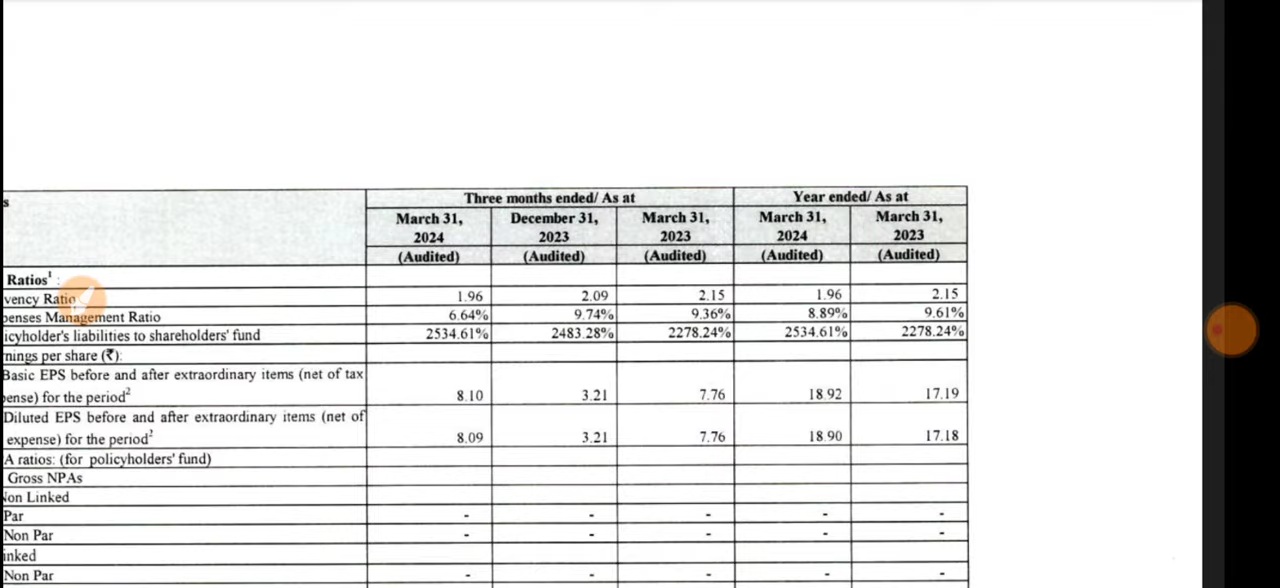 s Three months ended/ As at Year ended/ As at
March 31, December 31, March 31, March 31, March 31,
2024 2023 2023 2024 2023
(Audited) (Audited) (Audited) (Audited) (Audited)
Ratios¹ :
vency Ratio 1.96 2.09 2.15 1.96 2.15
penses Management Ratio 6.64% 9.74% 9.36% 8.89% 9.61%
icyholder's liabilities to shareholders' fund 2534.61% 2483.28% 2278.24% 2534.61% 2278.24%
rnings per share (₹):
Basic EPS before and after extraordinary items (net of tax
pense) for the period² 8.10 3.21 7.76 18.92 17.19
Diluted EPS before and after extraordinary items (net of
expense) for the period² 8.09 3.21 7.76 18.90 17.18
A ratios: (for policyholders' fund)
Gross NPAs
Non Linked
Par - - - - -
Non Par - - - - -
inked
Non Par - - - - -